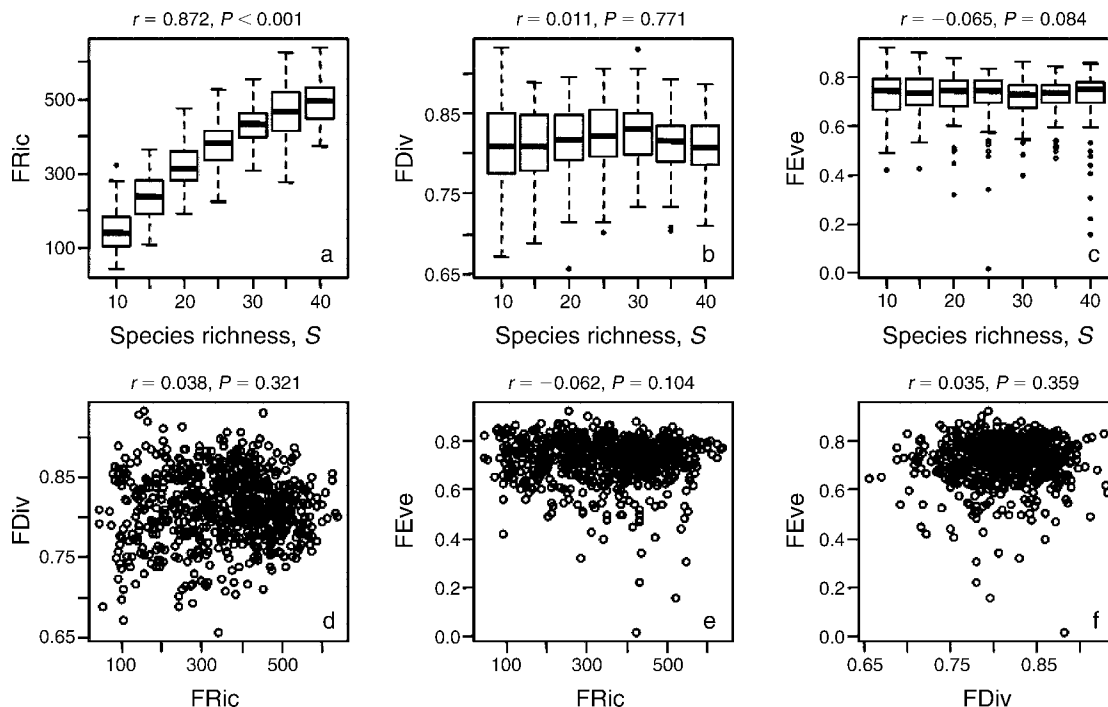 r = 0.872, P < 0.001
FRic
500
300
100
a
10 20 30 40
Species richness, S
r = 0.011, P = 0.771
FDiv
0.85
0.75
0.65
b
10 20 30 40
Species richness, S
r = −0.065, P = 0.084
FEve
0.8
0.6
0.4
0.2
0.0
c
10 20 30 40
Species richness, S
r = 0.038, P = 0.321
FDiv
0.85
0.75
0.65
d
100 300 500
FRic
r = −0.062, P = 0.104
FEve
0.8
0.6
0.4
0.2
0.0
e
100 300 500
FRic
r = 0.035, P = 0.359
FEve
0.8
0.6
0.4
0.2
0.0
f
0.65 0.75 0.85
FDiv